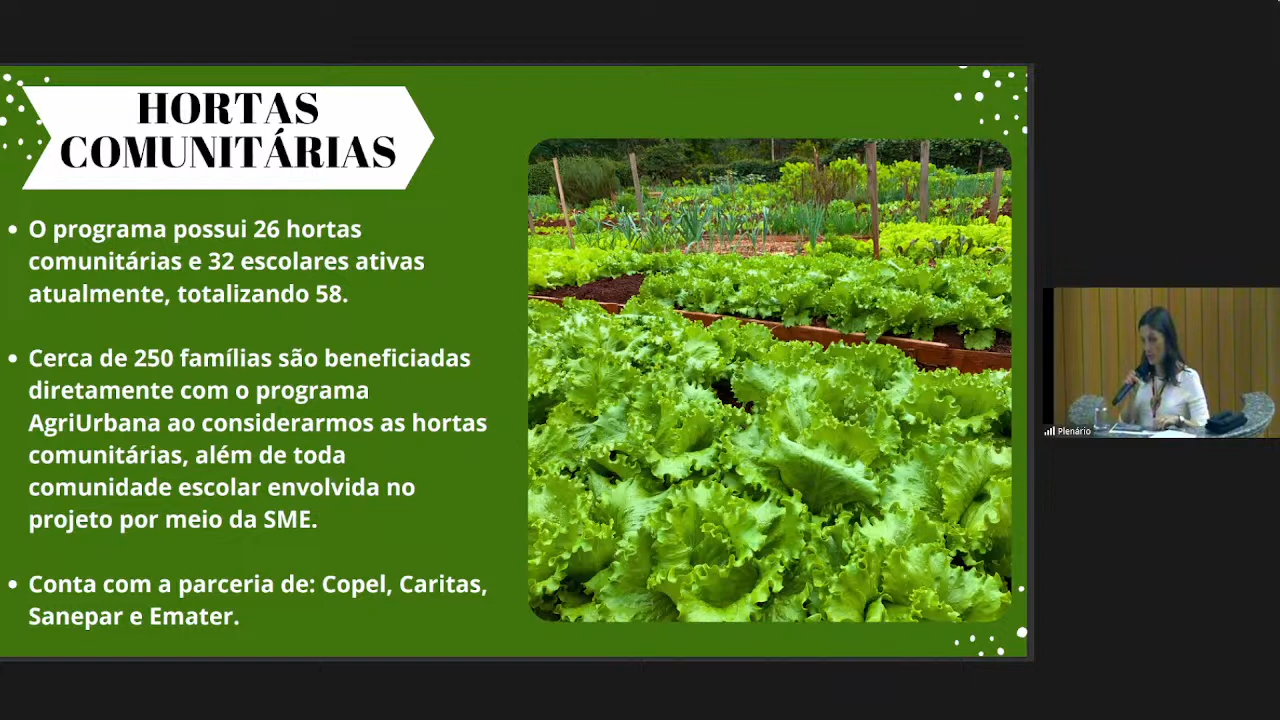 HORTAS
COMUNITÁRIAS
• O programa possui 26 hortas
comunitárias e 32 escolares ativas
atualmente, totalizando 58.
• Cerca de 250 famílias são beneficiadas
diretamente com o programa
AgriUrbana ao considerarmos as hortas
comunitárias, além de toda
comunidade escolar envolvida no
projeto por meio da SME.
• Conta com a parceria de: Copel, Caritas,
Sanepar e Emater.
Plenário